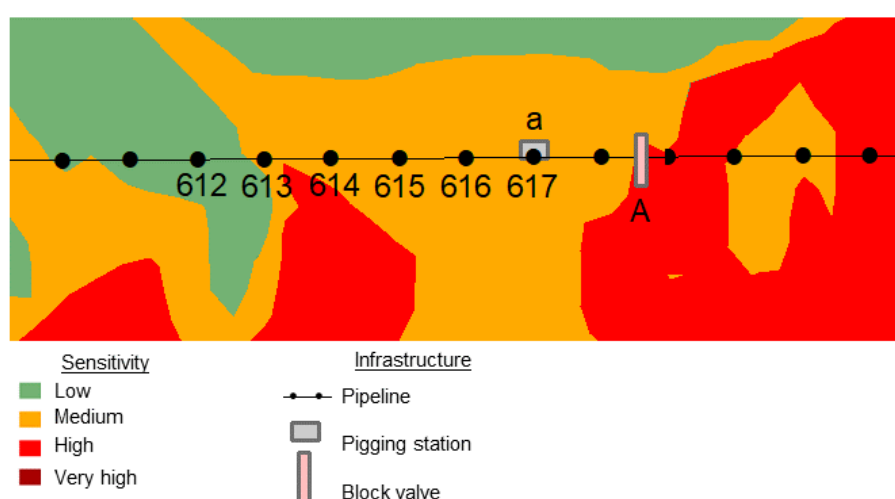 a
612 613 614 615 616 617
A
Sensitivity
Low
Medium
High
Very high
Infrastructure
Pipeline
Pigging station
Block valve